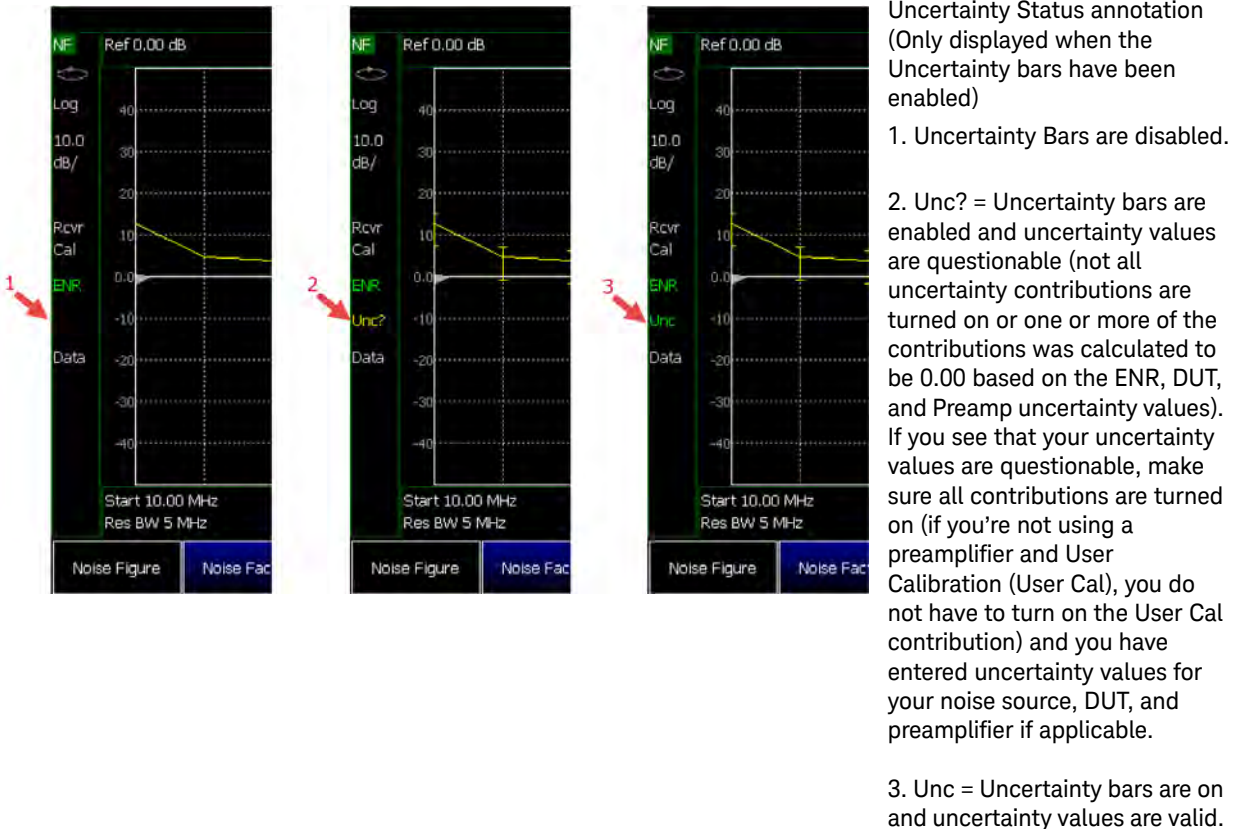 NF
Ref 0.00 dB
Log
10.0
dB/
Rcvr
Cal
ENR
Data
40
30
20
10
0.0
-10
-20
-30
-40
Start 10.00 MHz
Res BW 5 MHz
Noise Figure
Noise Fac
1
NF
Ref 0.00 dB
Log
10.0
dB/
Rcvr
Cal
ENR
Unc?
Data
40
30
20
10
0.0
-10
-20
-30
-40
Start 10.00 MHz
Res BW 5 MHz
Noise Figure
Noise Fac
2
NF
Ref 0.00 dB
Log
10.0
dB/
Rcvr
Cal
ENR
Unc
Data
40
30
20
10
0.0
-10
-20
-30
-40
Start 10.00 MHz
Res BW 5 MHz
Noise Figure
Noise Fac
3
Uncertainty Status annotation
(Only displayed when the
Uncertainty bars have been
enabled)
1. Uncertainty Bars are disabled.
2. Unc? = Uncertainty bars are
enabled and uncertainty values
are questionable (not all
uncertainty contributions are
turned on or one or more of the
contributions was calculated to
be 0.00 based on the ENR, DUT,
and Preamp uncertainty values).
If you see that your uncertainty
values are questionable, make
sure all contributions are turned
on (if you're not using a
preamplifier and User
Calibration (User Cal), you do
not have to turn on the User Cal
contribution) and you have
entered uncertainty values for
your noise source, DUT, and
preamplifier if applicable.
3. Unc = Uncertainty bars are on
and uncertainty values are valid.